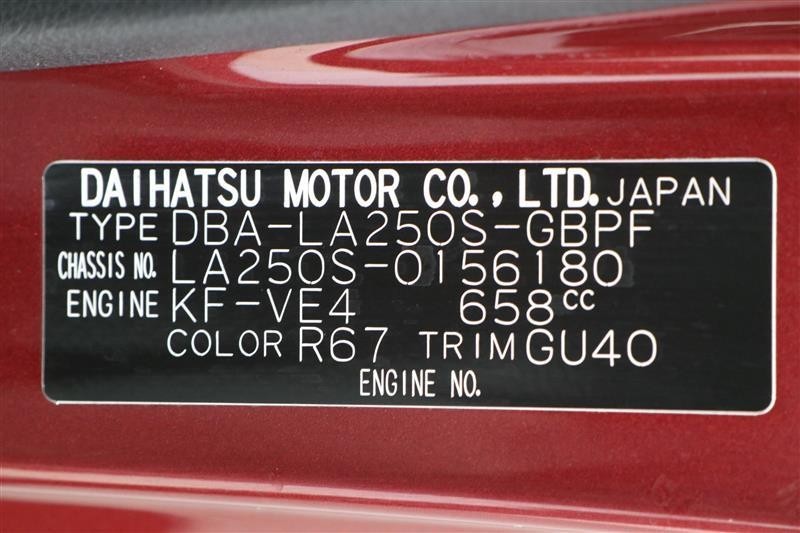 DAIHATSU MOTOR CO., LTD. JAPAN
TYPE DBA-LA250S-GBPF
CHASSIS NO. LA250S-0156180
ENGINE KF-VE4 658cc
COLOR R67 TRIM GU40
ENGINE NO.